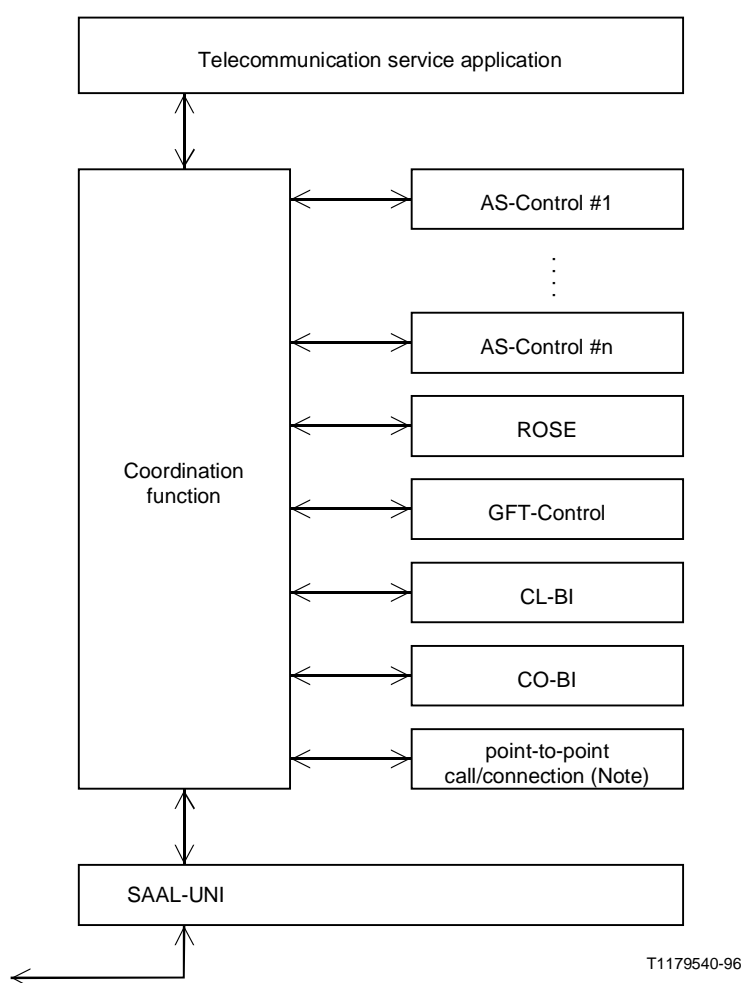 Telecommunication service application
AS-Control #1
AS-Control #n
ROSE
Coordination
function
GFT-Control
CL-BI
CO-BI
point-to-point
call/connection (Note)
SAAL-UNI
T1179540-96